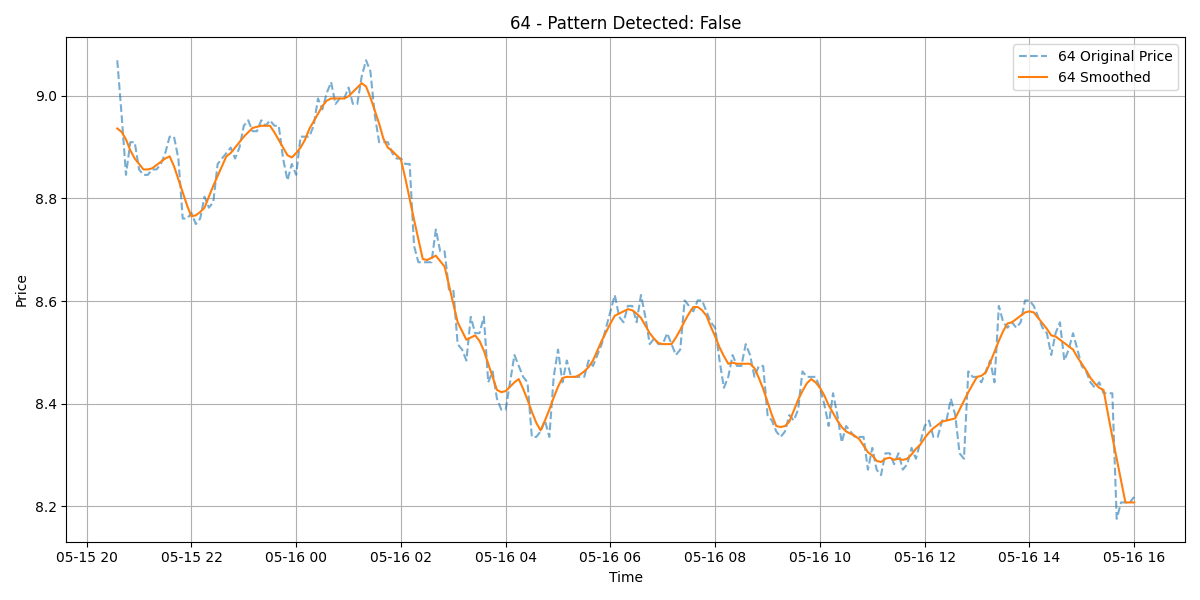 64 - Pattern Detected: False
64 Original Price
64 Smoothed
Price
9.0
8.8
8.6
8.4
8.2
05-15 20 05-15 22 05-16 00 05-16 02 05-16 04 05-16 06 05-16 08 05-16 10 05-16 12 05-16 14 05-16 16
Time